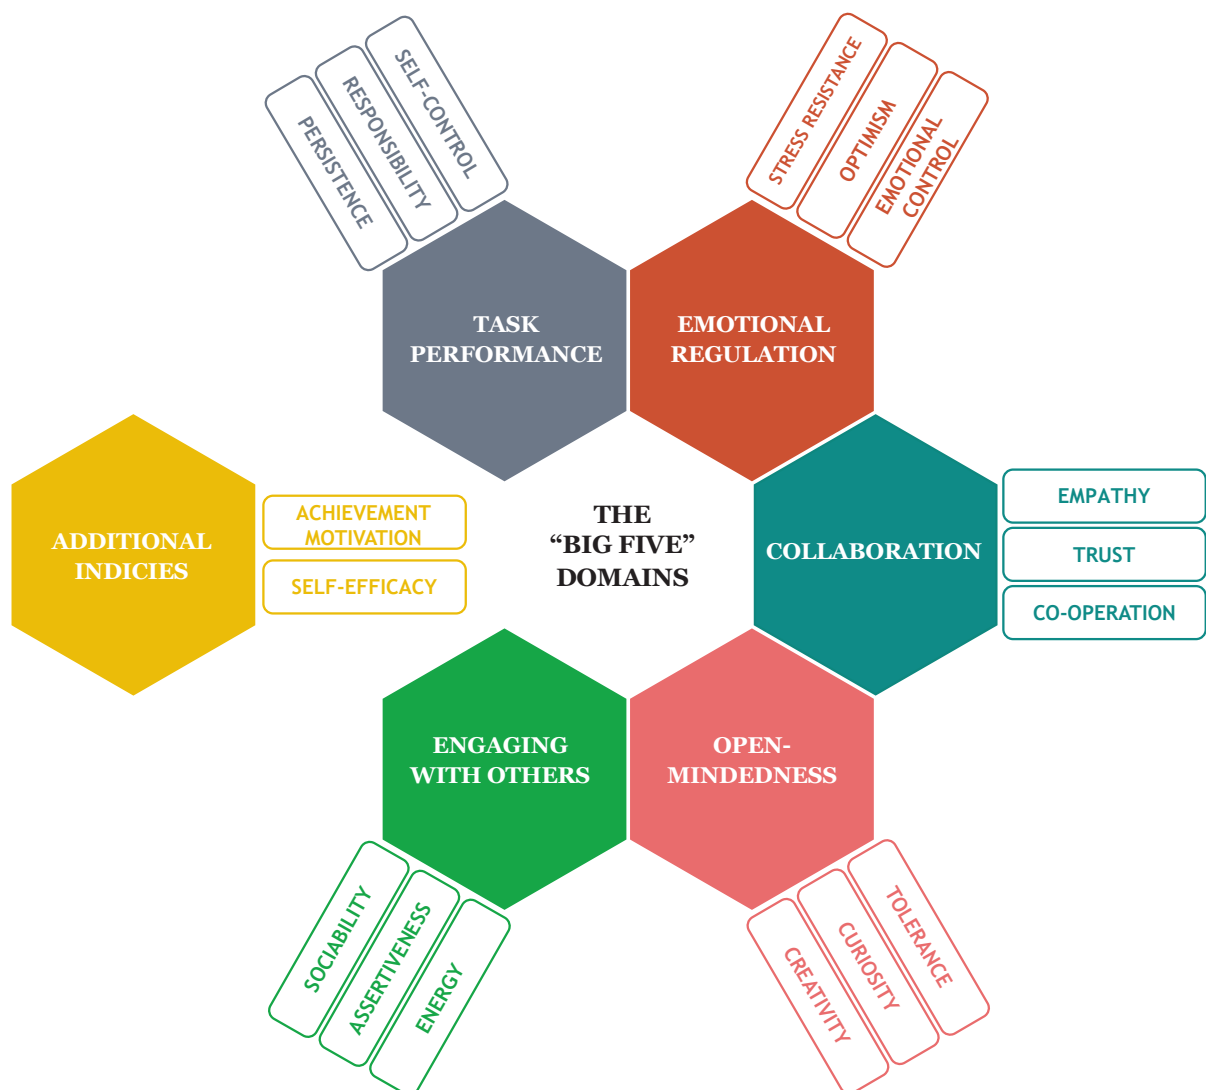 SELF-CONTROL
RESPONSIBILITY
PERSISTENCE
STRESS RESISTANCE
OPTIMISM
EMOTIONAL
CONTROL
TASK
PERFORMANCE
EMOTIONAL
REGULATION
ADDITIONAL
INDICIES
ACHIEVEMENT
MOTIVATION
SELF-EFFICACY
THE
“BIG FIVE”
DOMAINS
COLLABORATION
EMPATHY
TRUST
CO-OPERATION
ENGAGING
WITH OTHERS
OPEN-
MINDEDNESS
SOCIABILITY
ASSERTIVENESS
ENERGY
CREATIVITY
CURIOSITY
TOLERANCE